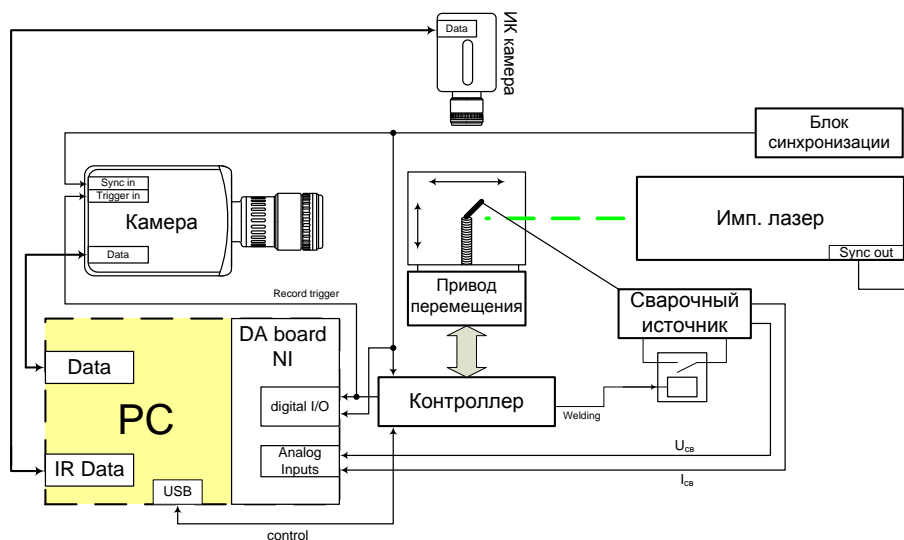 Data
ИК камера
Блок
синхронизации
Sync in
Trigger in
Камера
Data
Имп. лазер
Sync out
Привод
перемещения
Record trigger
Сварочный
источник
DA board
NI
Data
PC
digital I/O
Контроллер
Welding
Analog
Inputs
Uсв
IR Data
Iсв
USB
control